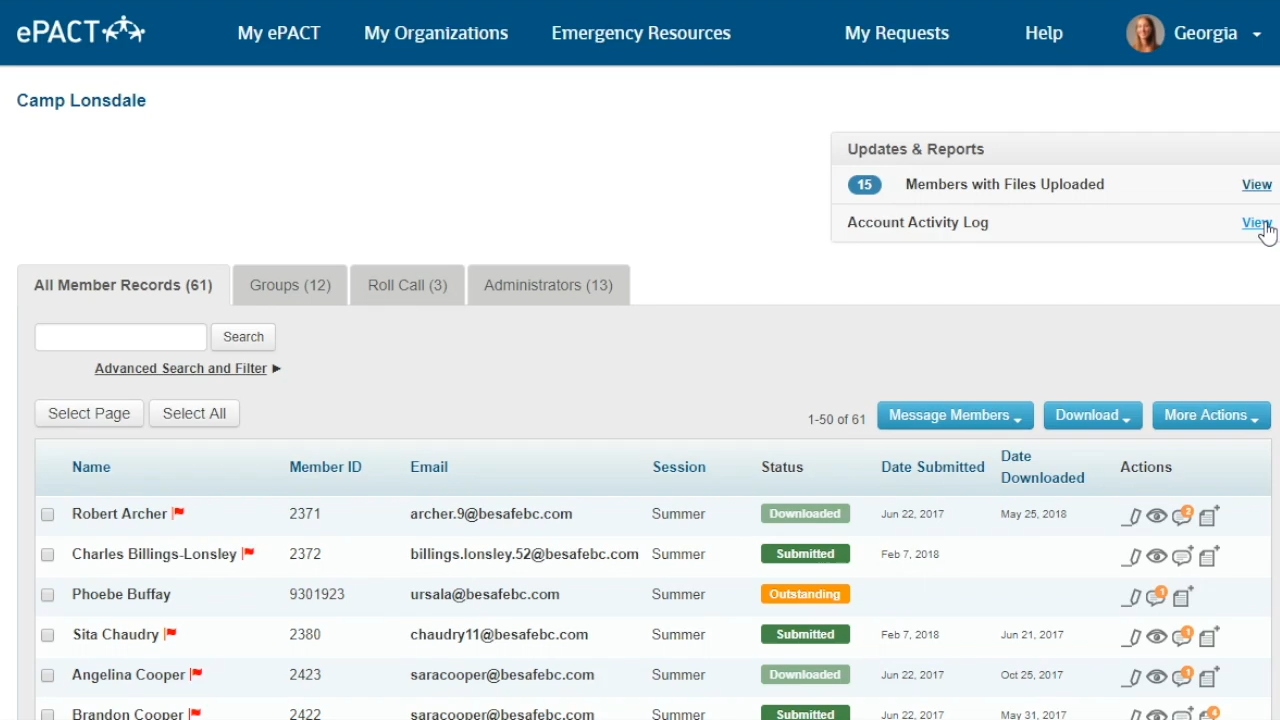 ePACT My ePACT My Organizations Emergency Resources My Requests Help Georgia
Camp Lonsdale
Updates & Reports
15 Members with Files Uploaded View
Account Activity Log View
All Member Records (61) Groups (12) Roll Call (3) Administrators (13)
Search
Advanced Search and Filter
Select Page Select All 1-50 of 61 Message Members Download More Actions
Name Member ID Email Session Status Date Submitted Date Downloaded Actions
Robert Archer 2371 archer.9@besafebc.com Summer Downloaded Jun 22, 2017 May 25, 2018 2
Charles Billings-Lonsley 2372 billings.lonsley.52@besafebc.com Summer Submitted Feb 7, 2018
Phoebe Buffay 9301923 ursala@besafebc.com Summer Outstanding 1
Sita Chaudry 2380 chaudry11@besafebc.com Summer Submitted Feb 7, 2018 Jun 21, 2017 1
Angelina Cooper 2423 saracooper@besafebc.com Summer Downloaded Jun 22, 2017 Oct 25, 2017 1
Brandon Cooper 2422 saracooper@besafebc.com Summer Submitted Jun 22, 2017 May 31, 2017 4